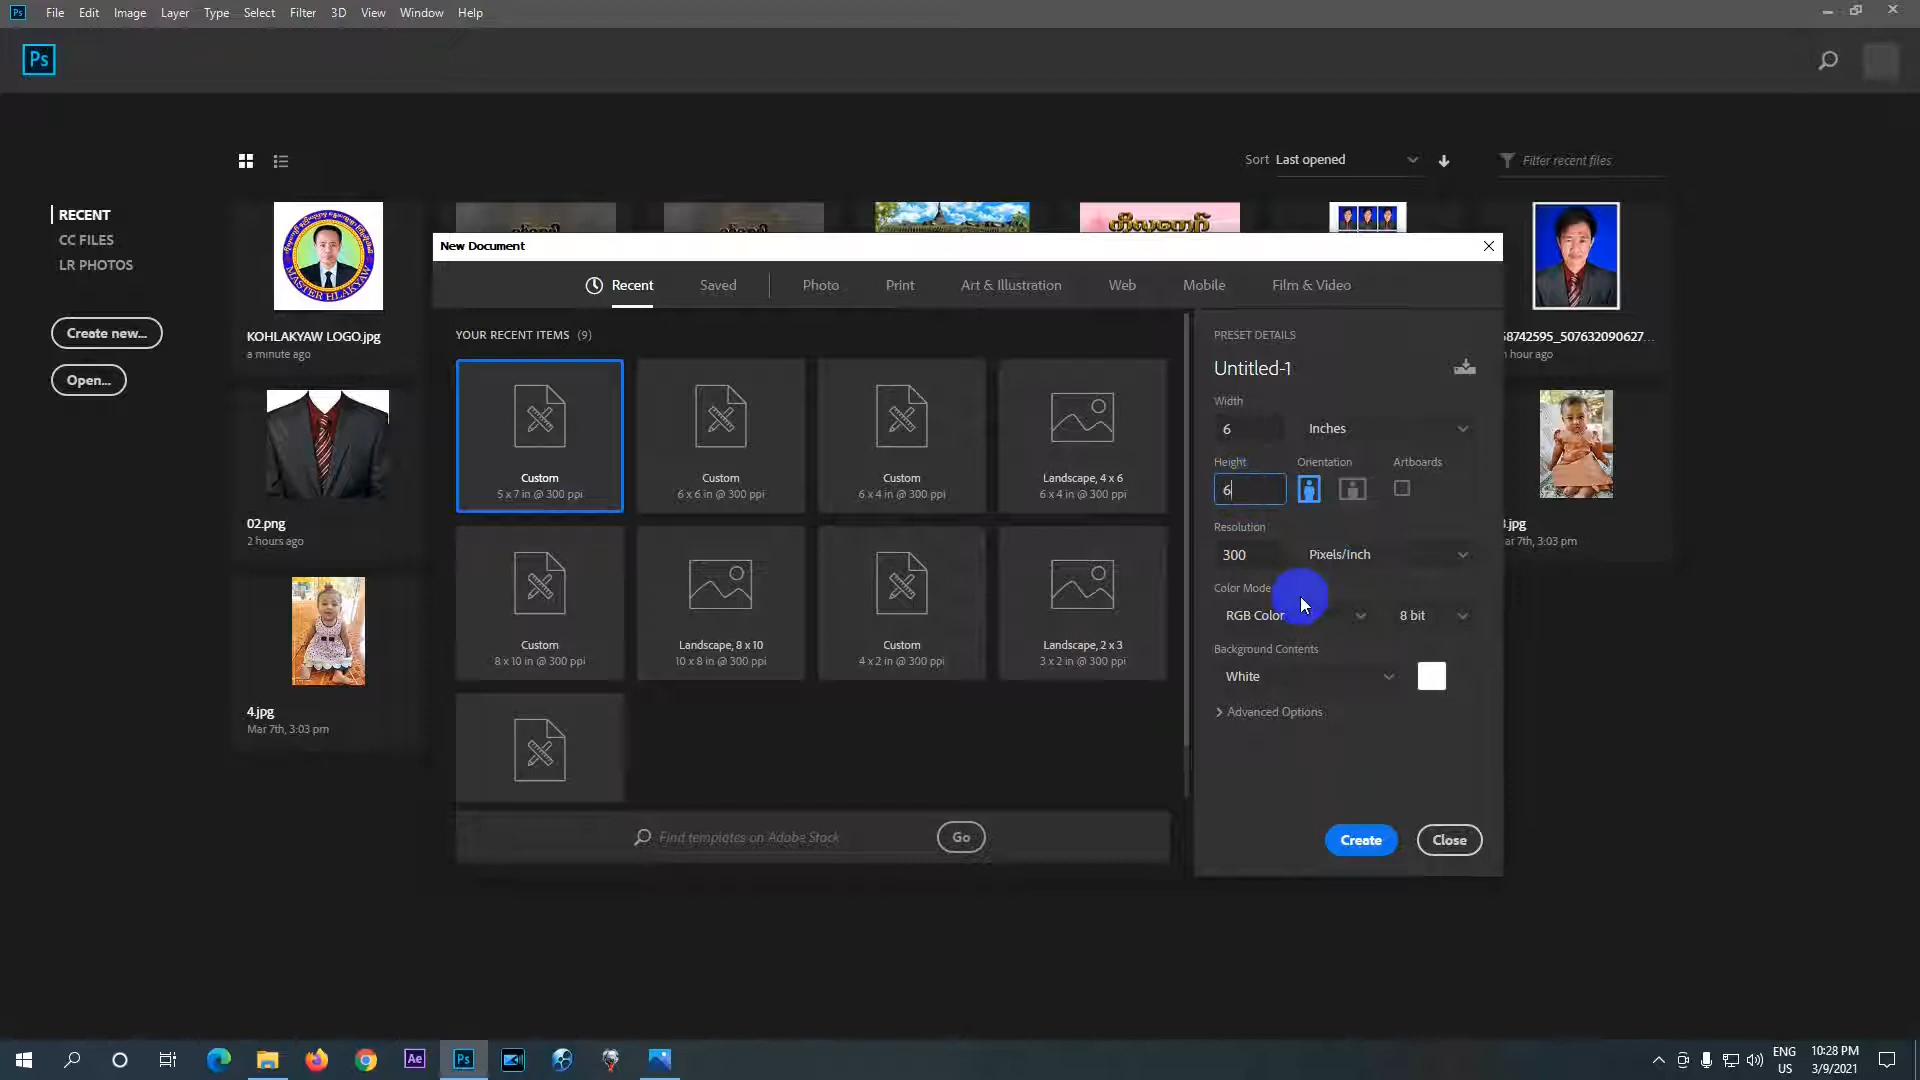 Ps File Edit Image Layer Type Select Filter 3D View Window Help
Ps
Sort Last opened Filter recent files
RECENT
CC FILES
LR PHOTOS
Create new...
Open...
MASTER HLAKYAW
KOHLAKYAW LOGO.jpg
a minute ago
02.png
2 hours ago
4.jpg
Mar 7th, 3:03 pm
58742595_507632090627...
hour ago
.jpg
ar 7th, 3:03 pm
New Document
Recent Saved Photo Print Art & Illustration Web Mobile Film & Video
YOUR RECENT ITEMS (9)
Custom
5 x 7 in @ 300 ppi
Custom
6 x 6 in @ 300 ppi
Custom
6 x 4 in @ 300 ppi
Landscape, 4 x 6
6 x 4 in @ 300 ppi
Custom
8 x 10 in @ 300 ppi
Landscape, 8 x 10
10 x 8 in @ 300 ppi
Custom
4 x 2 in @ 300 ppi
Landscape, 2 x 3
3 x 2 in @ 300 ppi
Find templates on Adobe Stock Go
PRESET DETAILS
Untitled-1
Width
6 Inches
Height Orientation Artboards
6
Resolution
300 Pixels/Inch
Color Mode
RGB Color 8 bit
Background Contents
White
Advanced Options
Create Close
Ae Ps
ENG
US
10:28 PM
3/9/2021